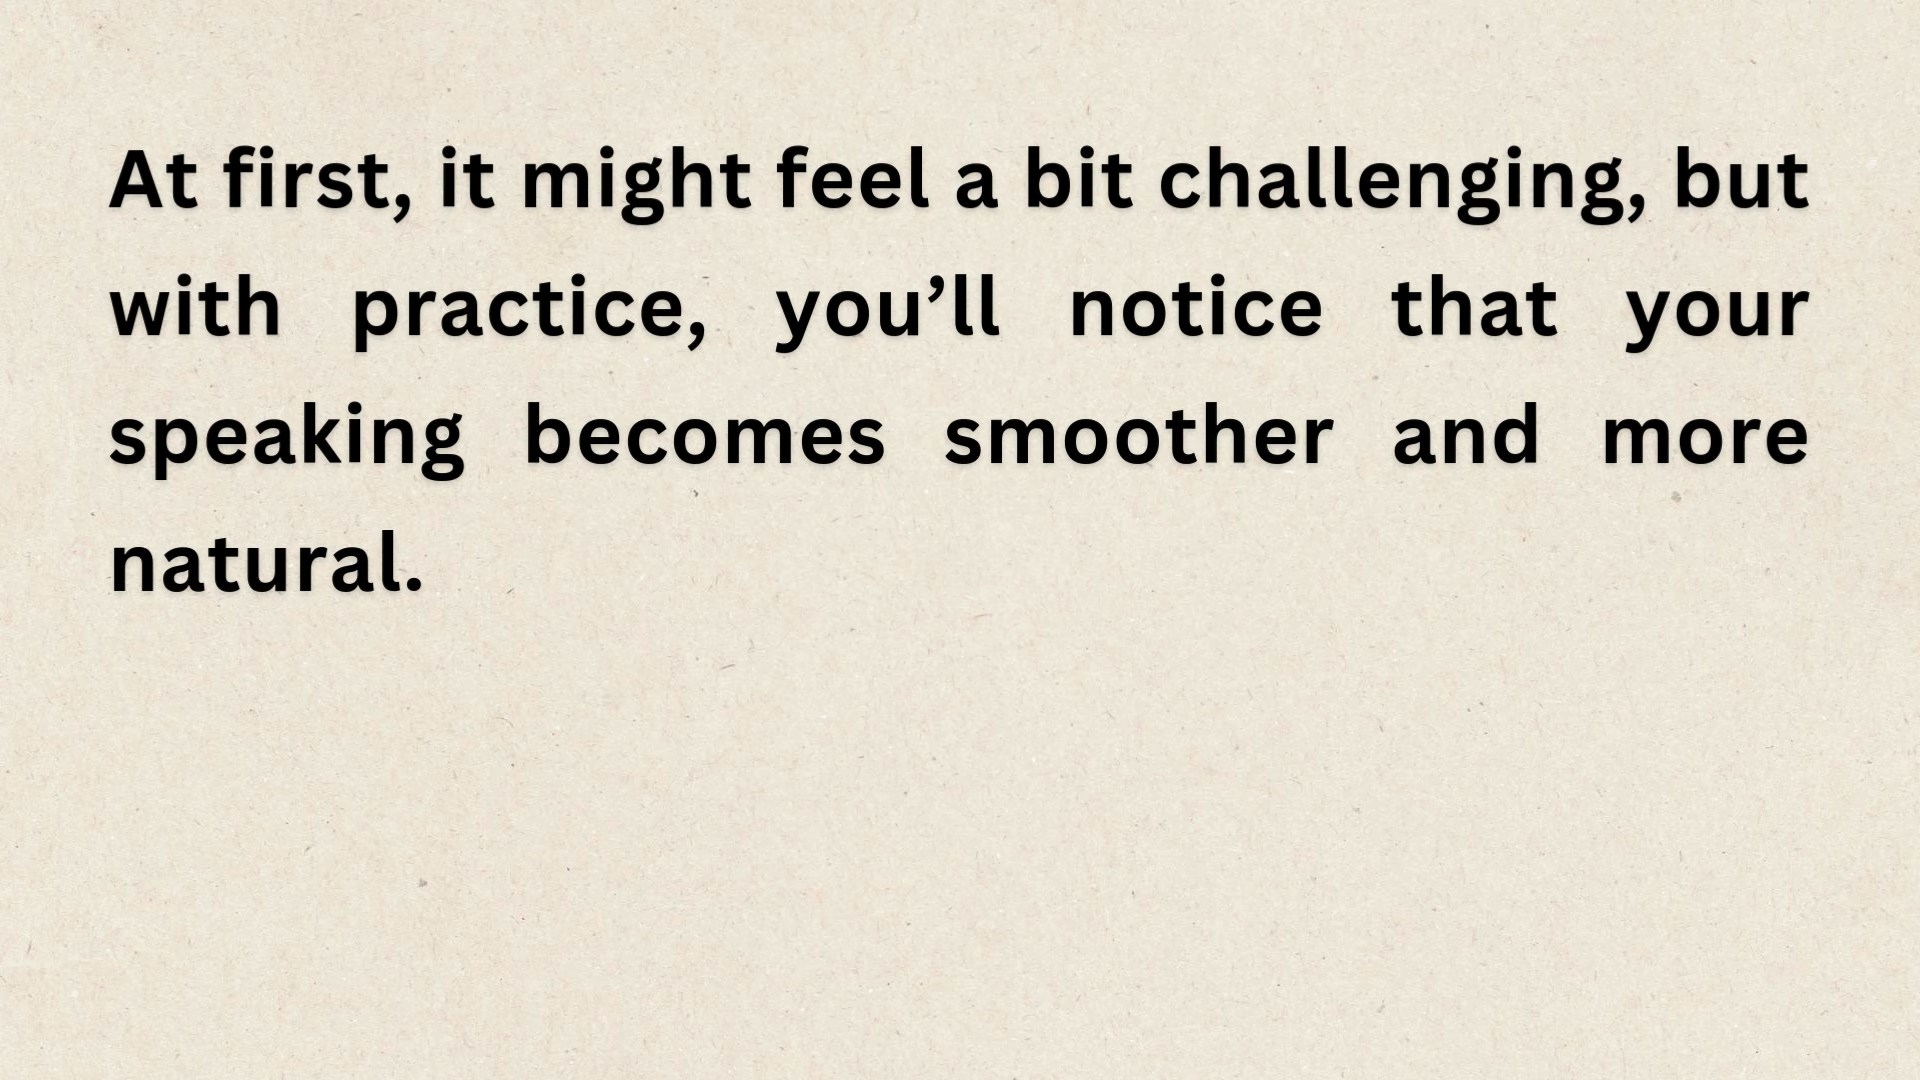 At first, it might feel a bit challenging, but
with practice, you’ll notice that your
speaking becomes smoother and more
natural.